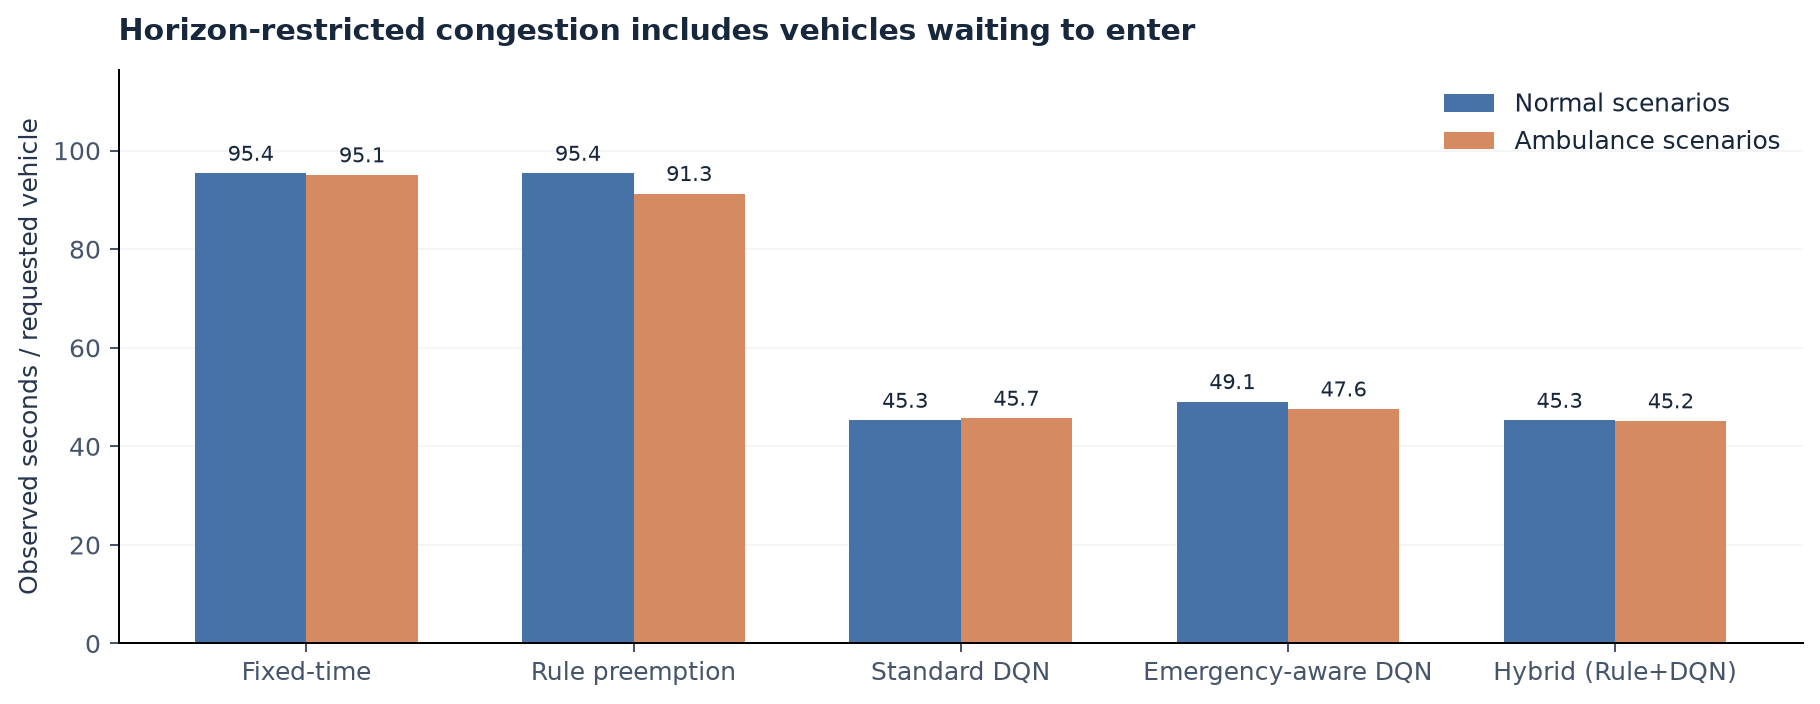 Horizon-restricted congestion includes vehicles waiting to enter
Normal scenarios
Ambulance scenarios
Observed seconds / requested vehicle
100
80
60
40
20
0
95.4
95.1
95.4
91.3
45.3
45.7
49.1
47.6
45.3
45.2
Fixed-time
Rule preemption
Standard DQN
Emergency-aware DQN
Hybrid (Rule+DQN)